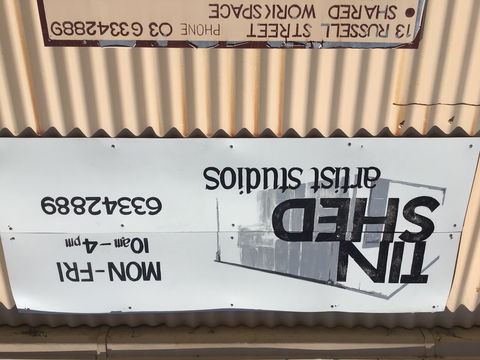 TIN
SHED
artist studios
MON-FRI
10am-4pm
63342889
13 RUSSELL STREET PHONE 03 63342889
• SHARED WORKSPACE